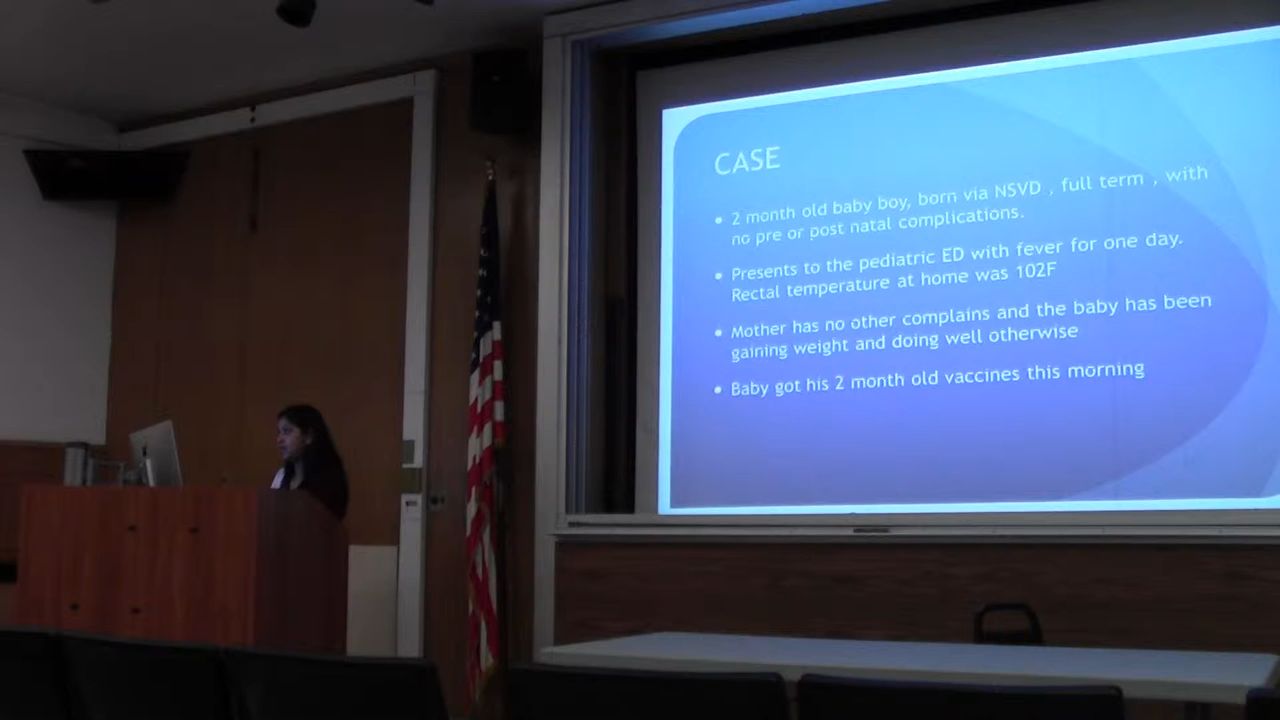 CASE
• 2 month old baby boy, born via NSVD , full term , with
no pre or post natal complications.
• Presents to the pediatric ED with fever for one day.
Rectal temperature at home was 102F
• Mother has no other complains and the baby has been
gaining weight and doing well otherwise
• Baby got his 2 month old vaccines this morning